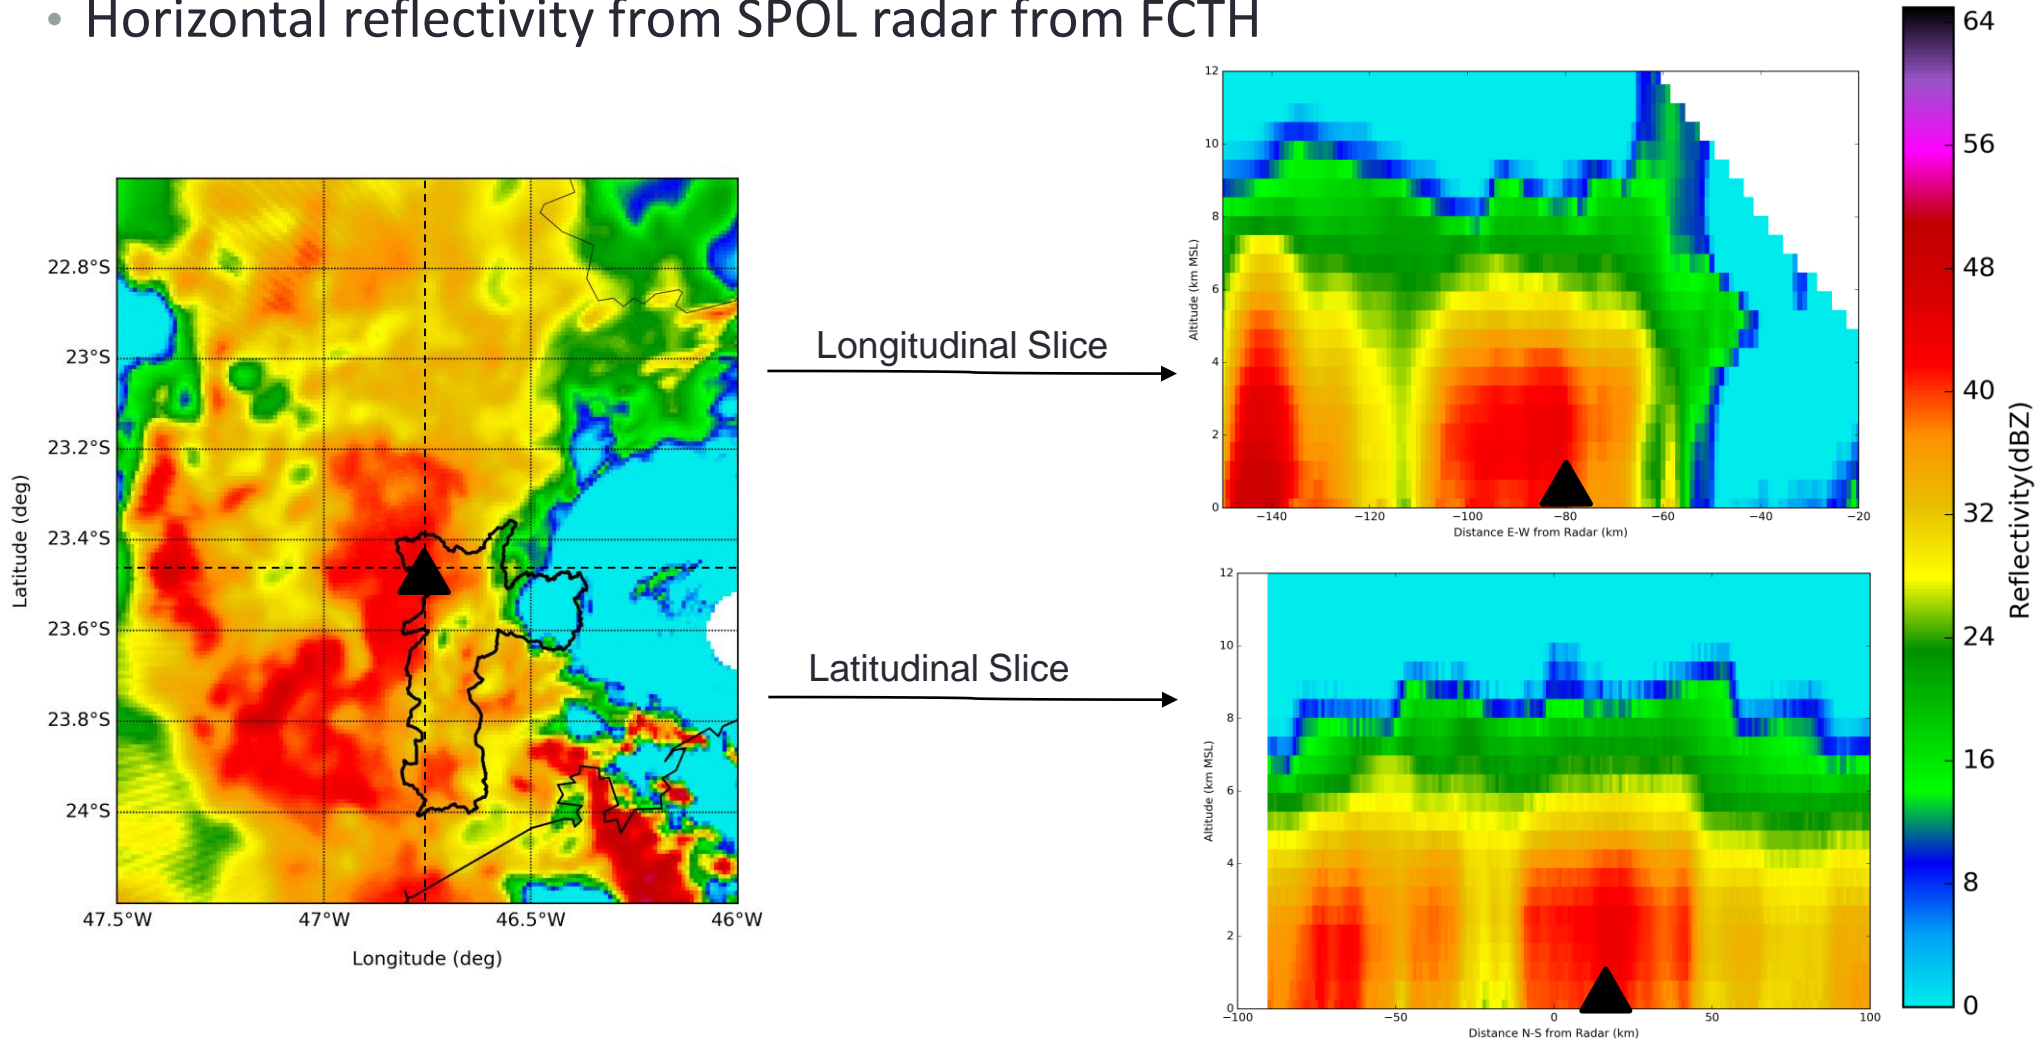 • Horizontal reflectivity from SPOL radar from FCTH
22.8°S
23°S
23.2°S
23.4°S
23.6°S
23.8°S
24°S
Latitude (deg)
47.5°W 47°W 46.5°W 46°W
Longitude (deg)
Longitudinal Slice
Latitudinal Slice
12
10
8
6
4
2
0
Altitude (km MSL)
−140 −120 −100 −80 −60 −40 −20
Distance E-W from Radar (km)
12
10
8
6
4
2
0
Altitude (km MSL)
−100 −50 0 50 100
Distance N-S from Radar (km)
64
56
48
40
32
24
16
8
0
Reflectivity(dBZ)